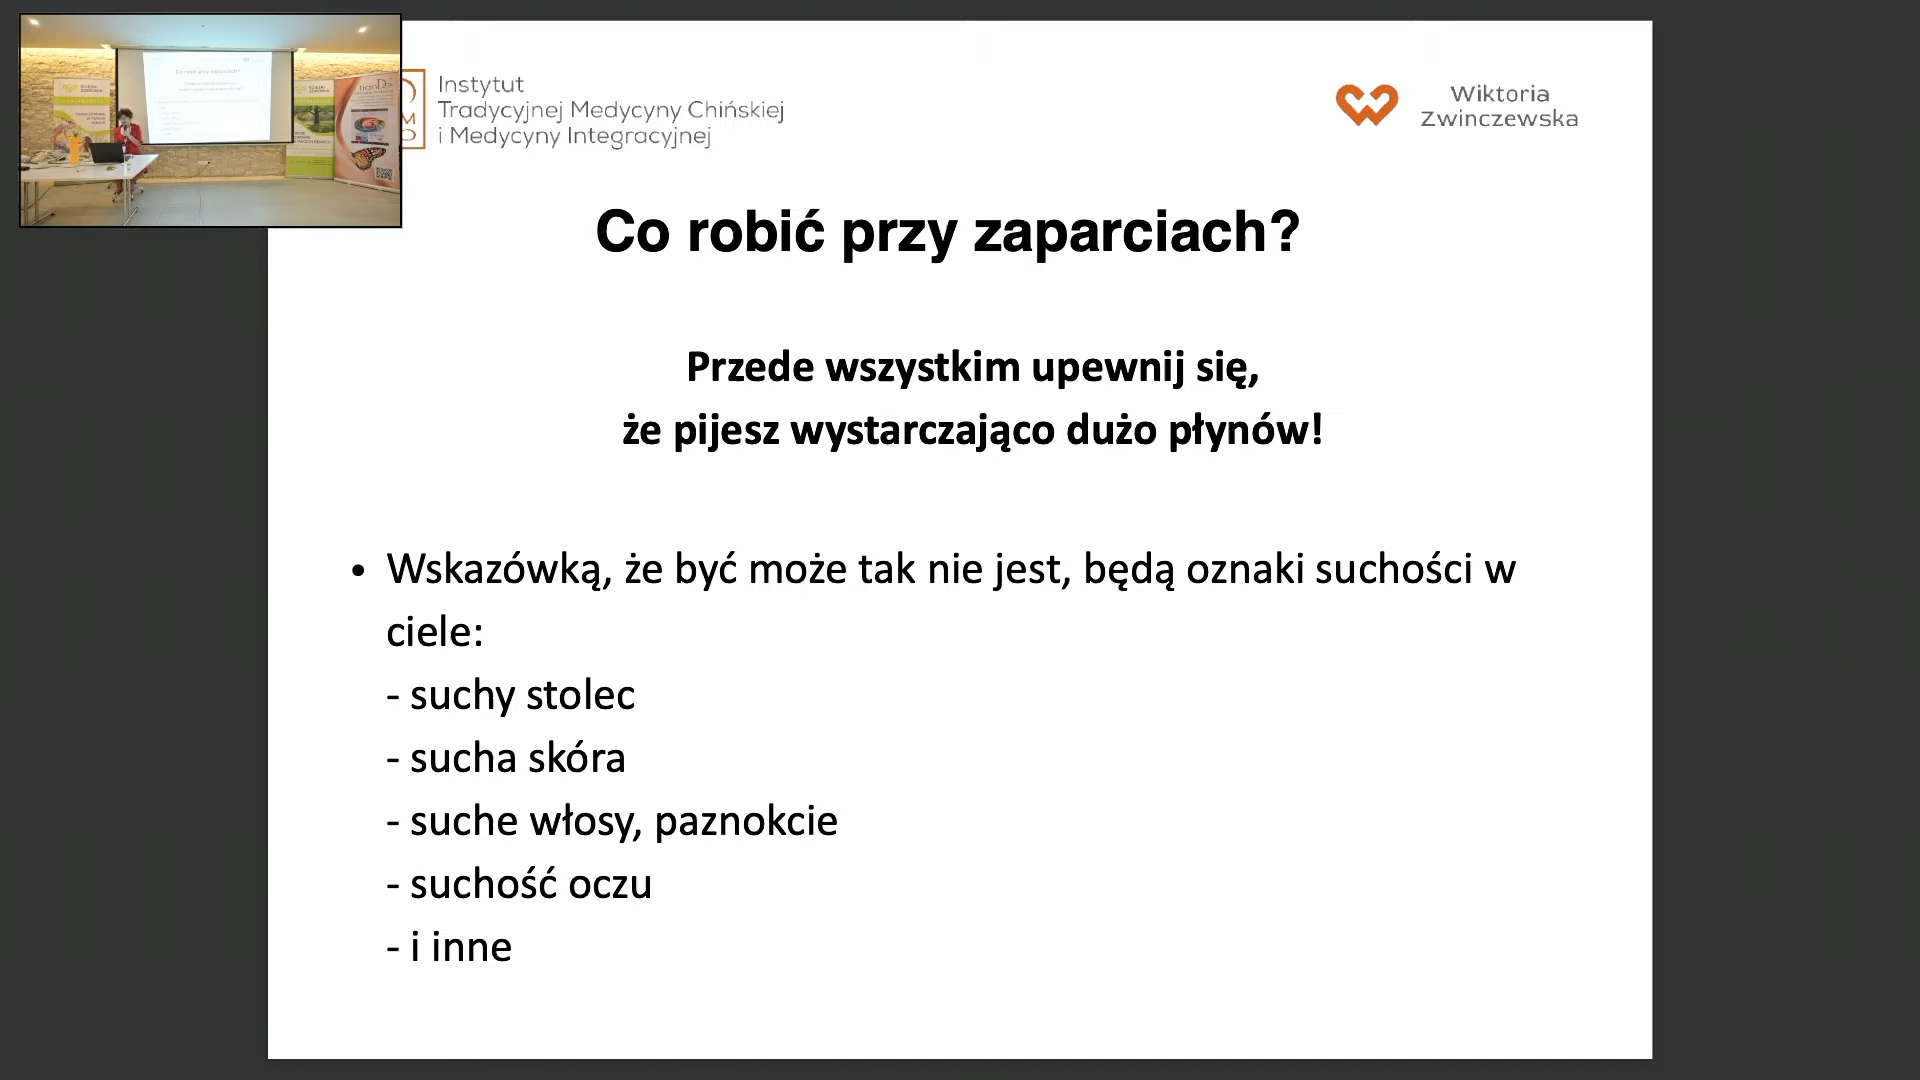 Instytut
Tradycyjnej Medycyny Chińskiej
i Medycyny Integracyjnej
Wiktoria
Zwinczewska
Co robić przy zaparciach?
Przede wszystkim upewnij się,
że pijesz wystarczająco dużo płynów!
• Wskazówką, że być może tak nie jest, będą oznaki suchości w
ciele:
- suchy stolec
- sucha skóra
- suche włosy, paznokcie
- suchość oczu
- i inne